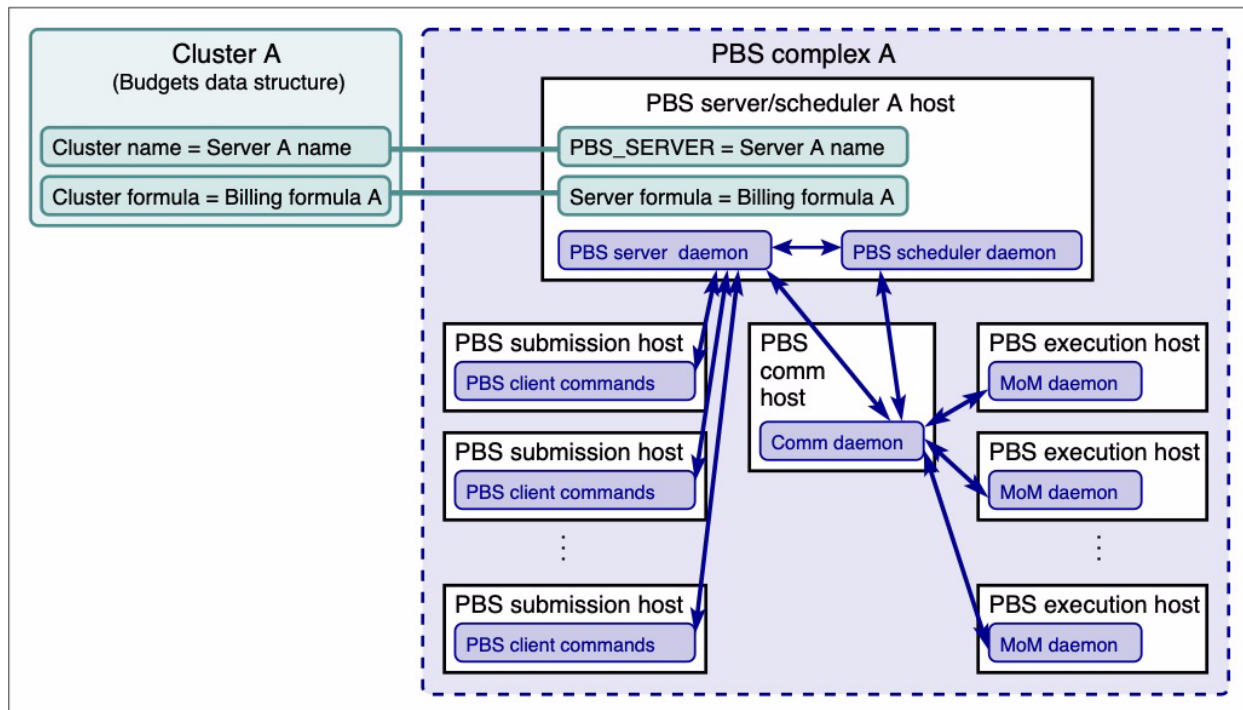 Cluster A
(Budgets data structure)
Cluster name = Server A name
Cluster formula = Billing formula A
PBS complex A
PBS server/scheduler A host
PBS_SERVER = Server A name
Server formula = Billing formula A
PBS server daemon
PBS scheduler daemon
PBS submission host
PBS client commands
PBS
comm
host
Comm daemon
PBS execution host
MoM daemon
PBS submission host
PBS client commands
PBS execution host
MoM daemon
⋮
⋮
PBS submission host
PBS client commands
PBS execution host
MoM daemon